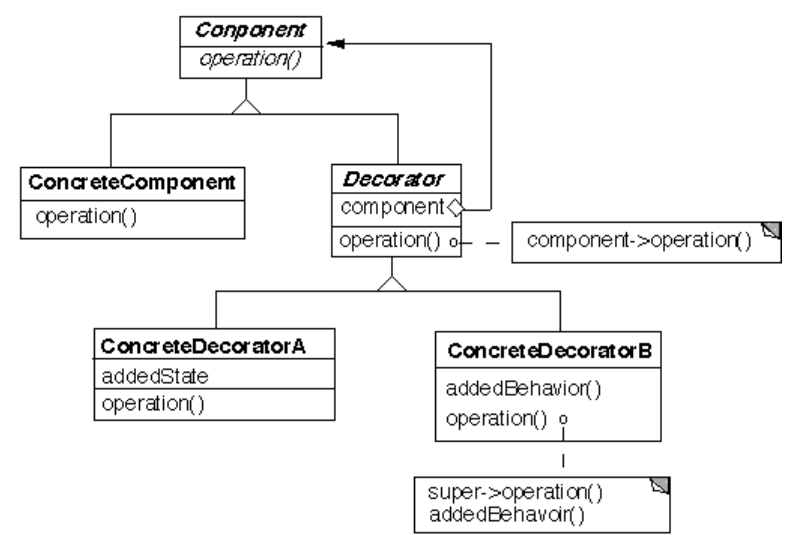 Conponent
operation()
ConcreteComponent
operation()
Decorator
component
operation()
component->operation()
ConcreteDecoratorA
addedState
operation()
ConcreteDecoratorB
addedBehavior()
operation()
super->operation()
addedBehavoir()